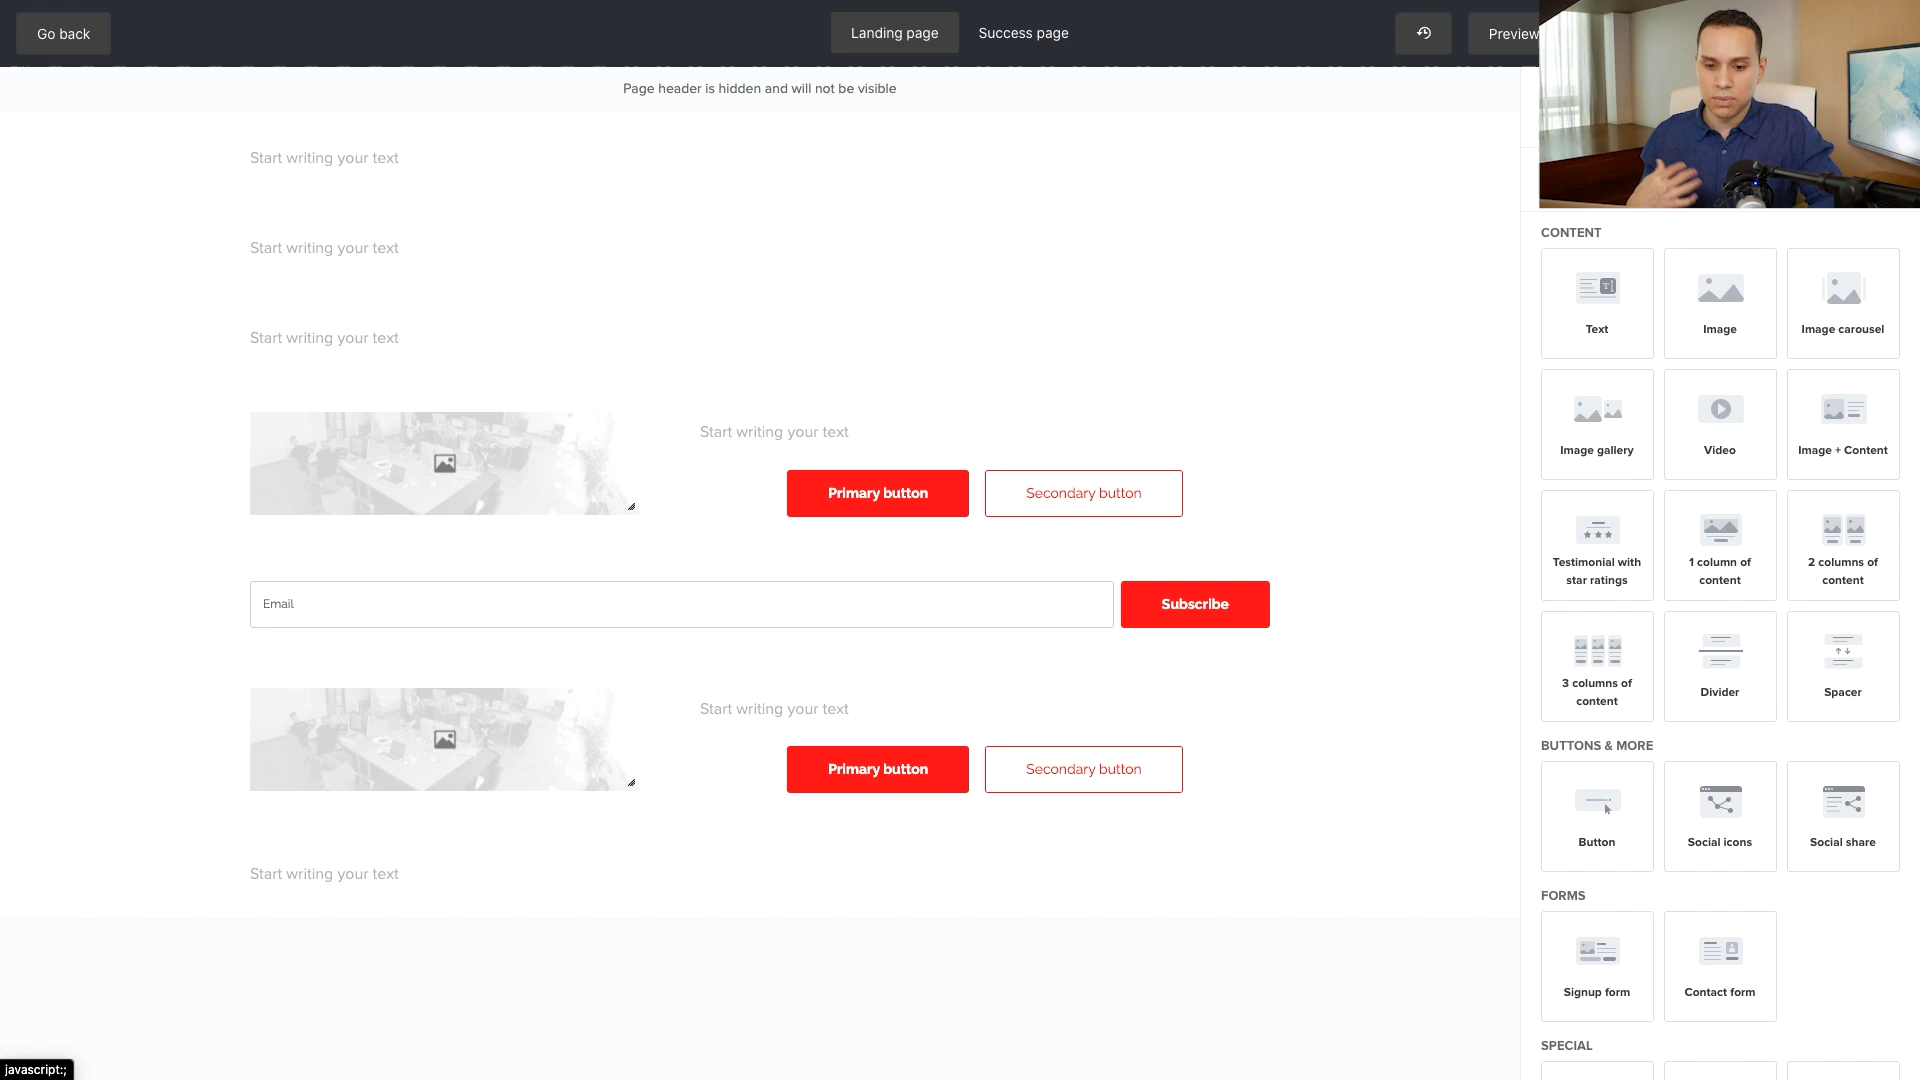 Go back
Landing page
Success page
Preview
Page header is hidden and will not be visible
Start writing your text
Start writing your text
Start writing your text
Start writing your text
Primary button
Secondary button
Email
Subscribe
Start writing your text
Primary button
Secondary button
Start writing your text
CONTENT
Text
Image
Image carousel
Image gallery
Video
Image + Content
Testimonial with
star ratings
1 column of
content
2 columns of
content
3 columns of
content
Divider
Spacer
BUTTONS & MORE
Button
Social icons
Social share
FORMS
Signup form
Contact form
SPECIAL
javascript:;